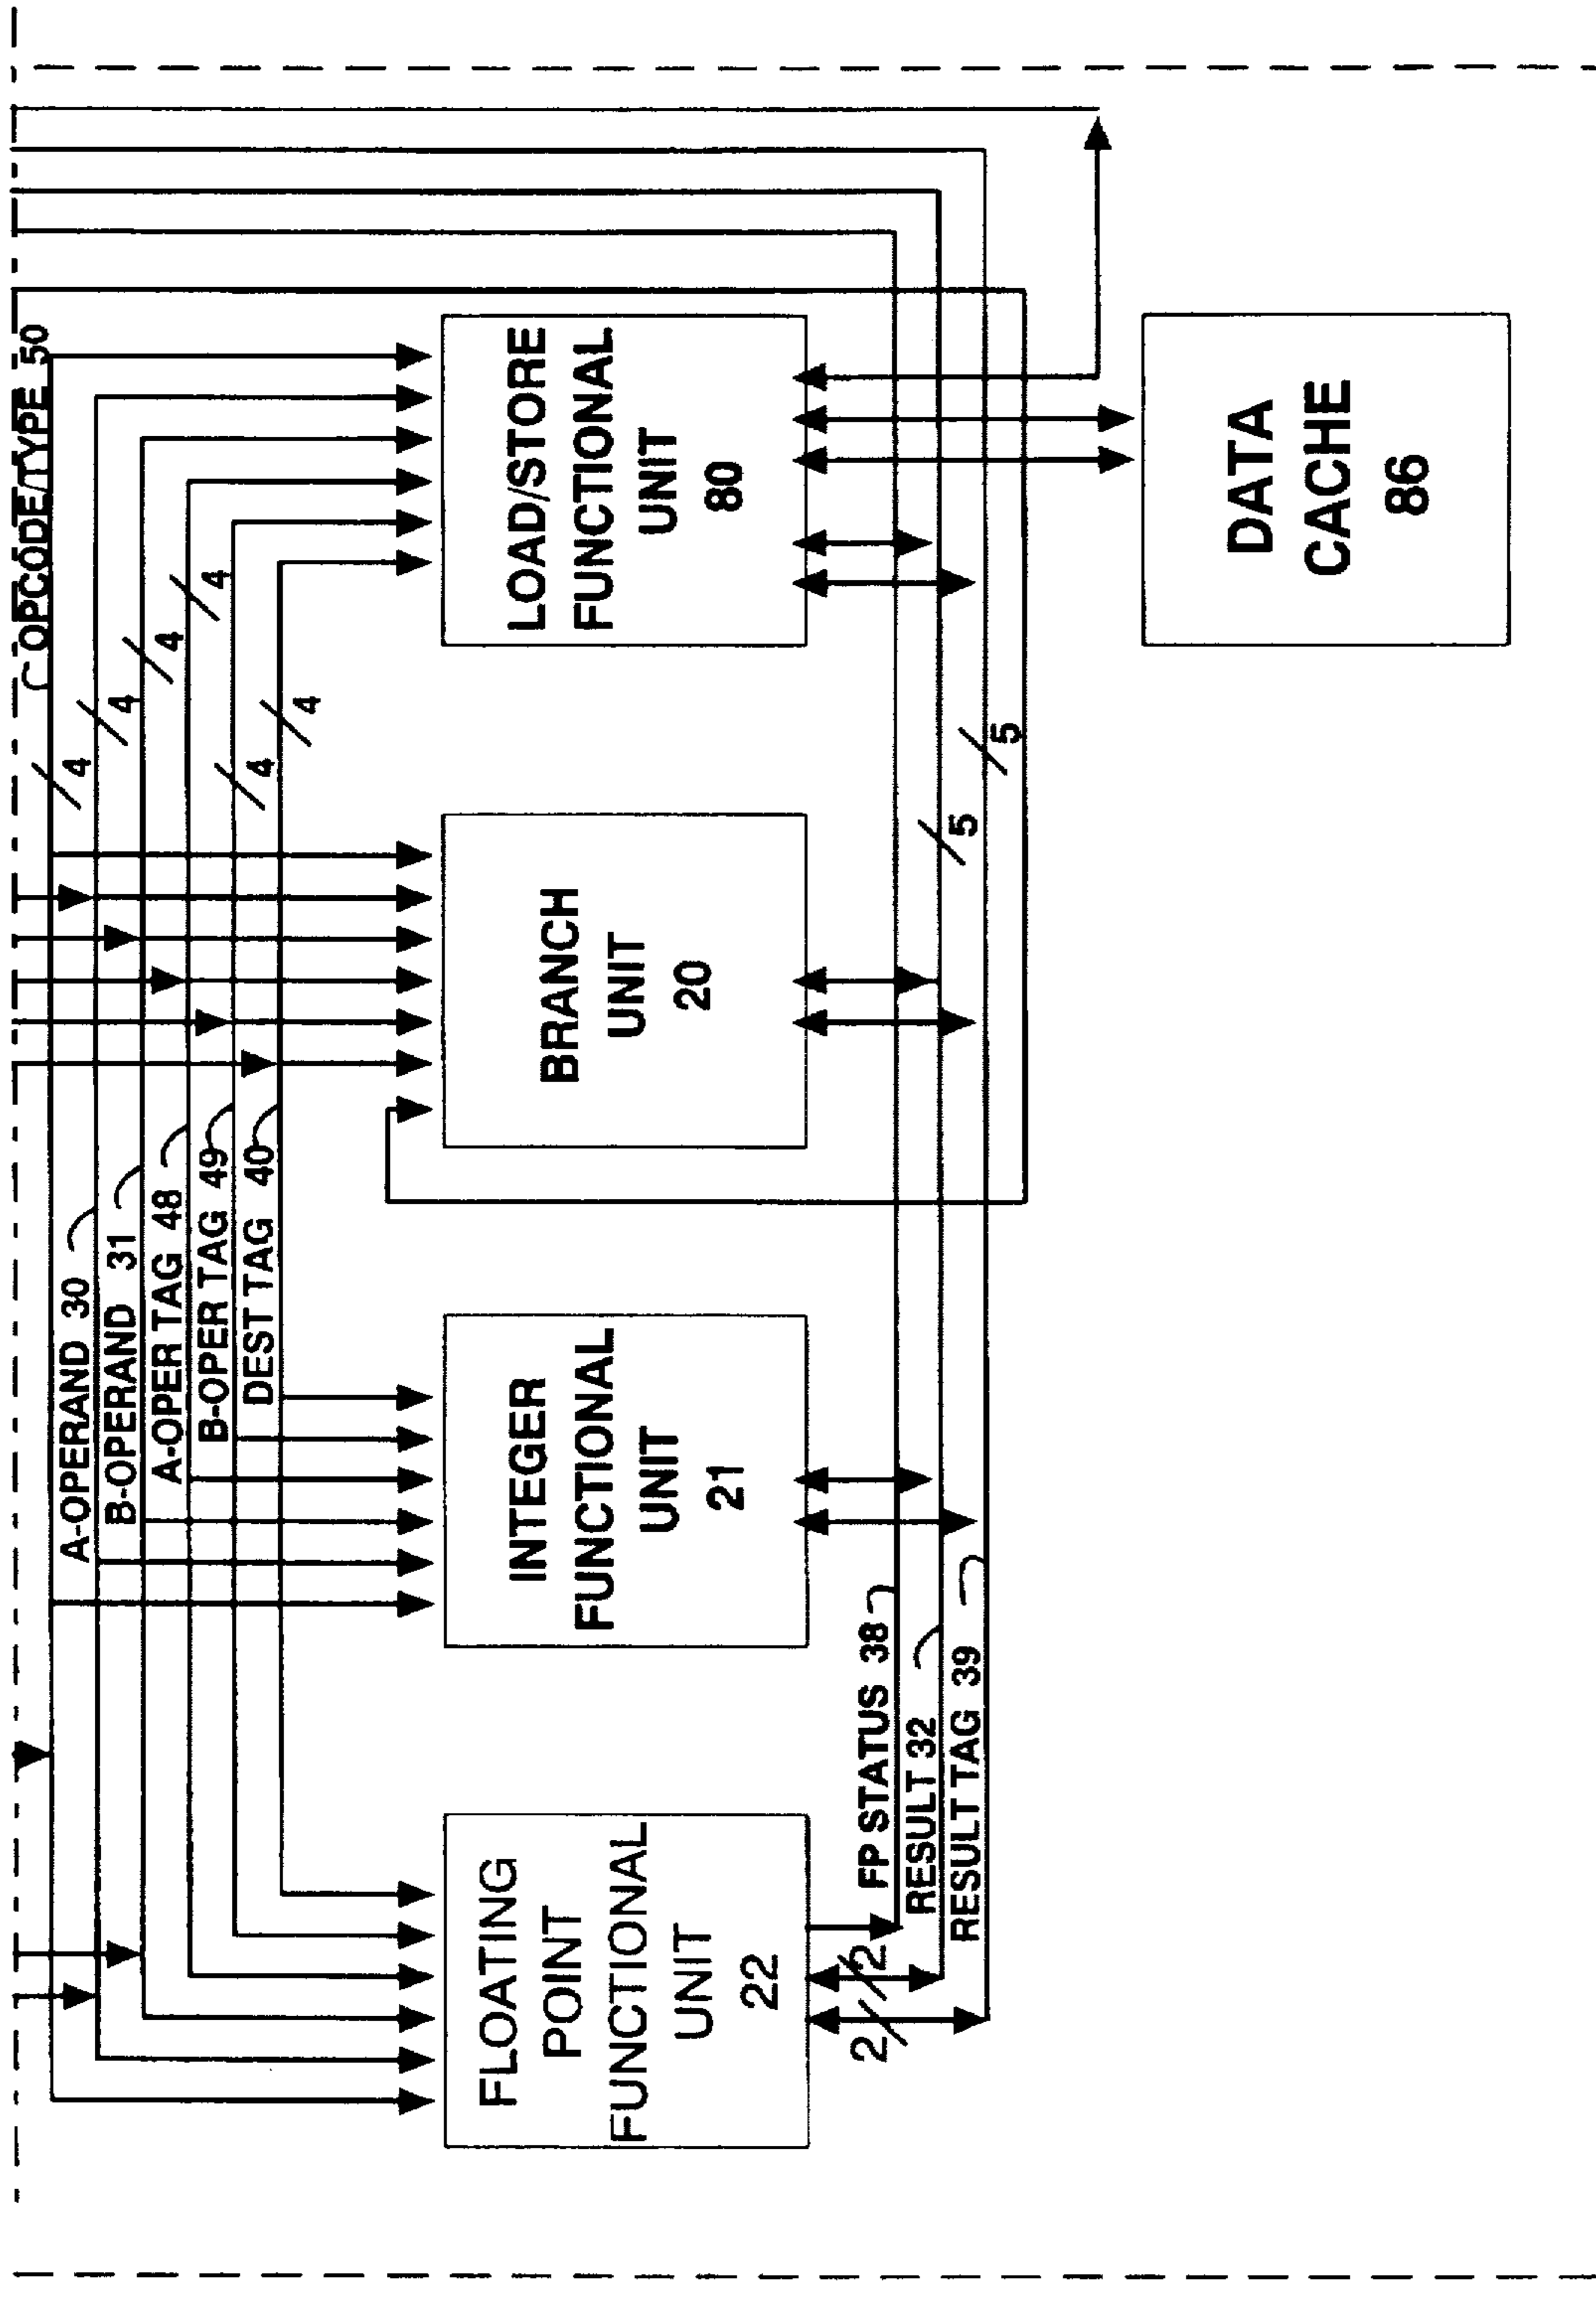 OPCODE/TYPE 50
4
4
4
4
4
4
A-OPERAND 30
B-OPERAND 31
A-OPER TAG 48
B-OPER TAG 49
DEST TAG 40
FLOATING
POINT
FUNCTIONAL
UNIT
22
INTEGER
FUNCTIONAL
UNIT
21
BRANCH
UNIT
20
LOAD/STORE
FUNCTIONAL
UNIT
80
2
2
FP STATUS 38
RESULT 32
RESULT TAG 39
5
5
DATA
CACHE
86